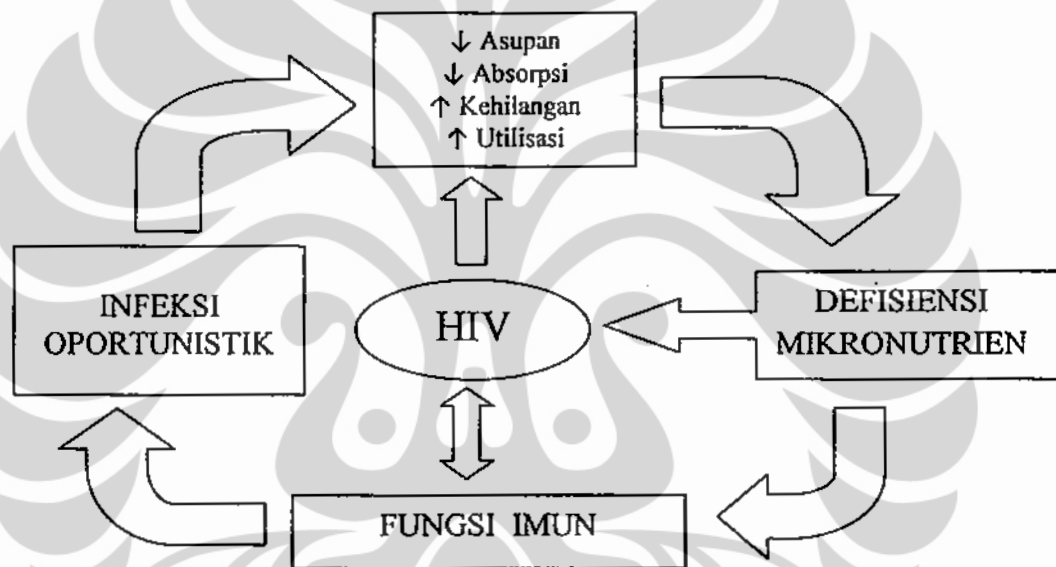 ↓ Asupan
↓ Absorpsi
↑ Kehilangan
↑ Utilisasi
INFEKSI
OPORTUNISTIK
HIV
DEFISIENSI
MIKRONUTRIEN
FUNGSI IMUN